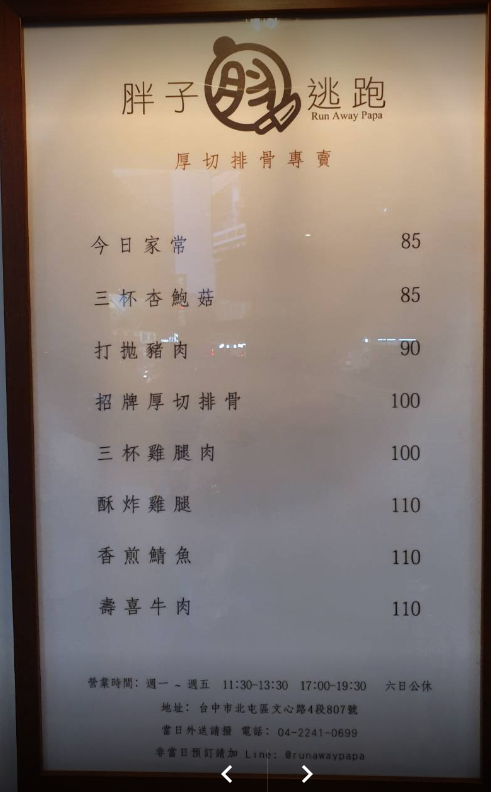 胖子 胖 逃跑
Run Away Papa
厚切排骨專賣
今日家常 85
三杯杏鮑菇 85
打拋豬肉 90
招牌厚切排骨 100
三杯雞腿肉 100
酥炸雞腿 110
香煎鯖魚 110
壽喜牛肉 110
營業時間: 週一 ~ 週五 11:30-13:30 17:00-19:30 六日公休
地址: 台中市北屯區文心路4段807號
當日外送請撥 電話: 04-2241-0699
非當日預訂請加 Line: @runawaypapa